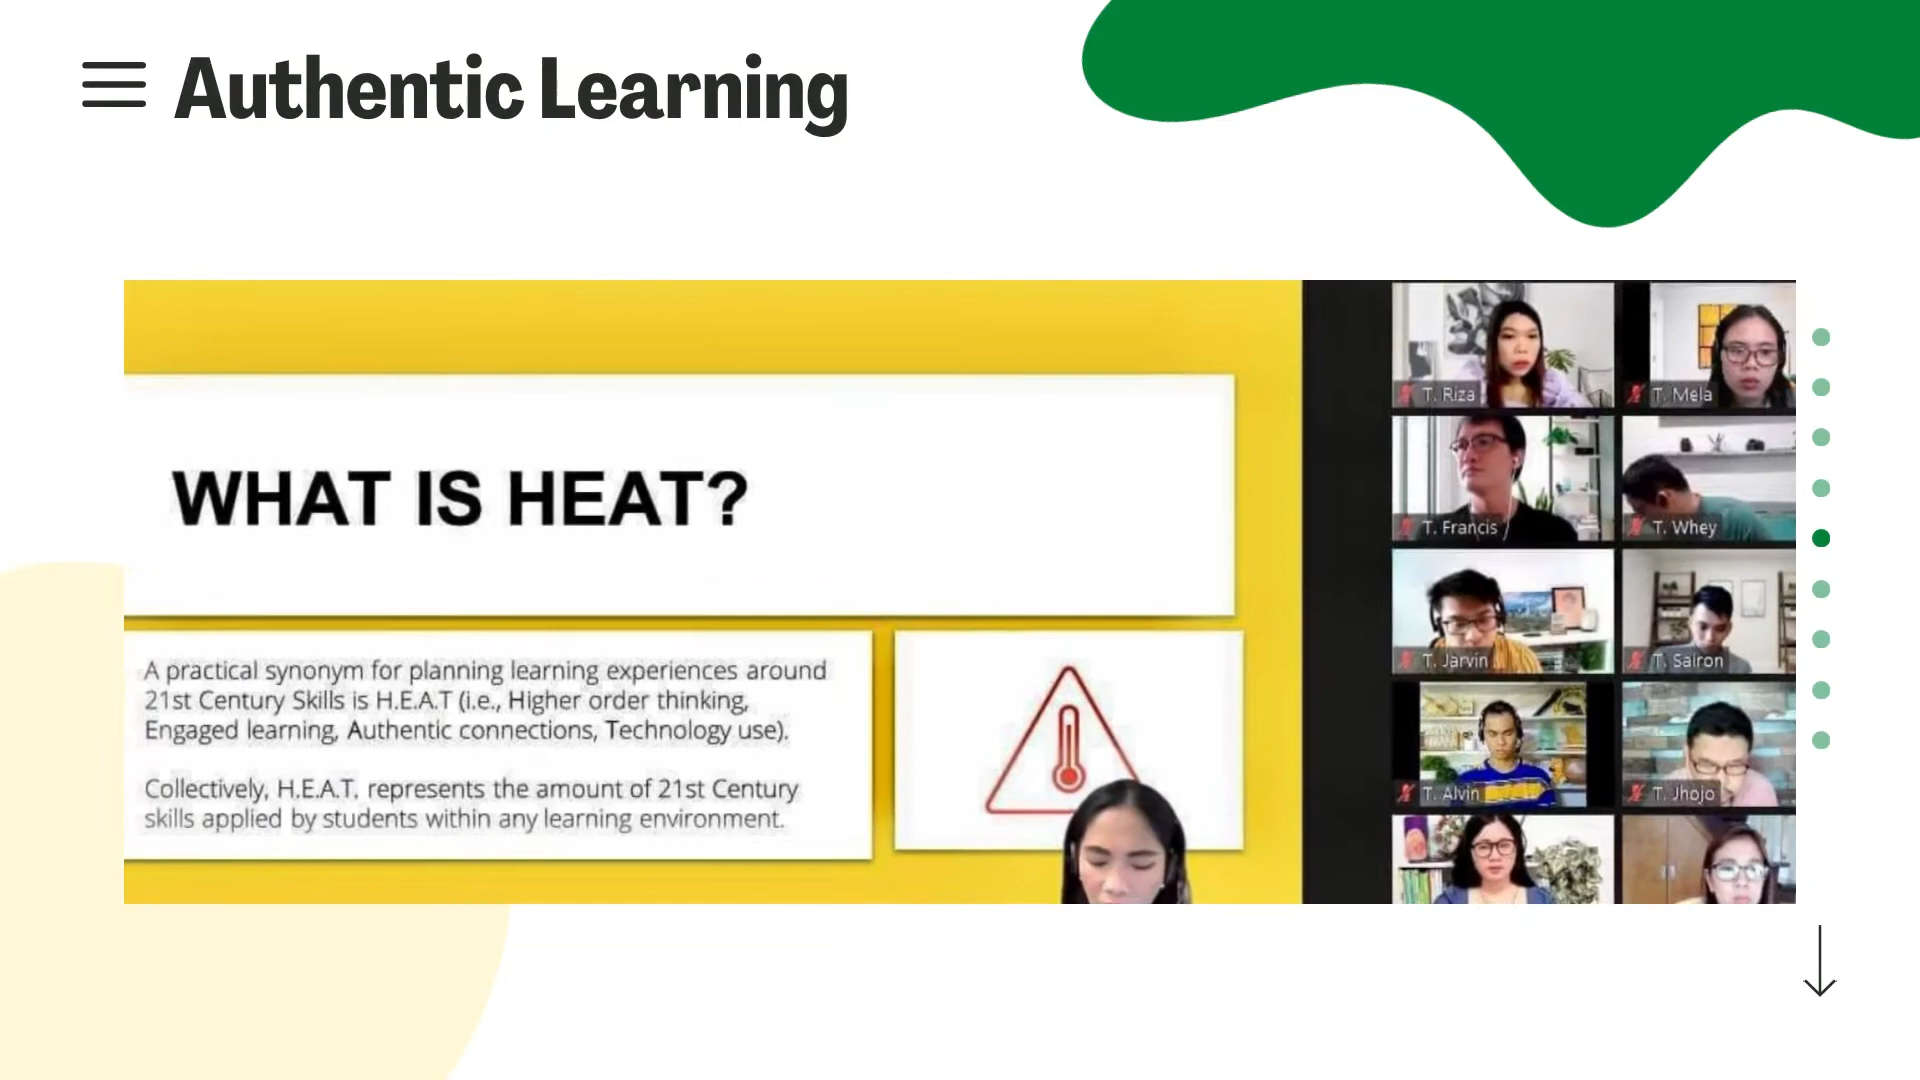 Authentic Learning
WHAT IS HEAT?
A practical synonym for planning learning experiences around
21st Century Skills is H.E.A.T (i.e., Higher order thinking,
Engaged learning, Authentic connections, Technology use).
Collectively, H.E.A.T. represents the amount of 21st Century
skills applied by students within any learning environment.
T. Riza
T. Mela
T. Francis
T. Whey
T. Jarvin
T. Sairon
T. Alvin
T. Jhojo